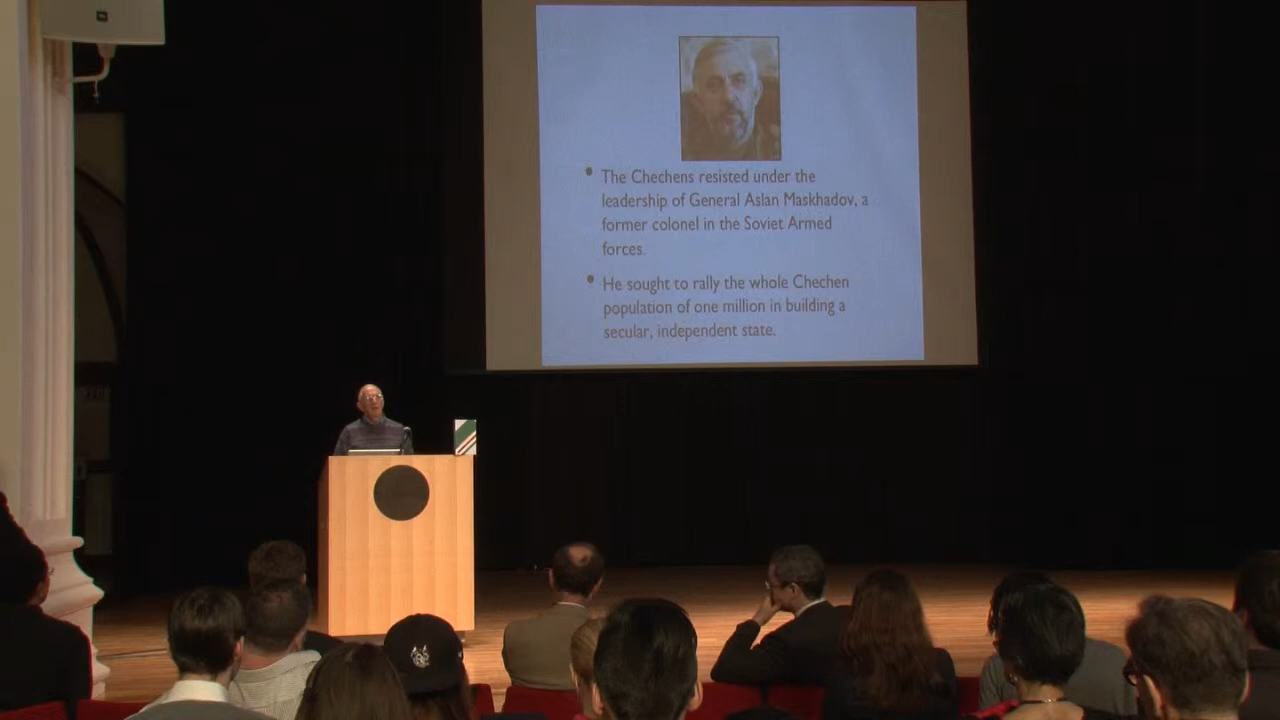 • The Chechens resisted under the
leadership of General Aslan Maskhadov, a
former colonel in the Soviet Armed
forces.
• He sought to rally the whole Chechen
population of one million in building a
secular, independent state.